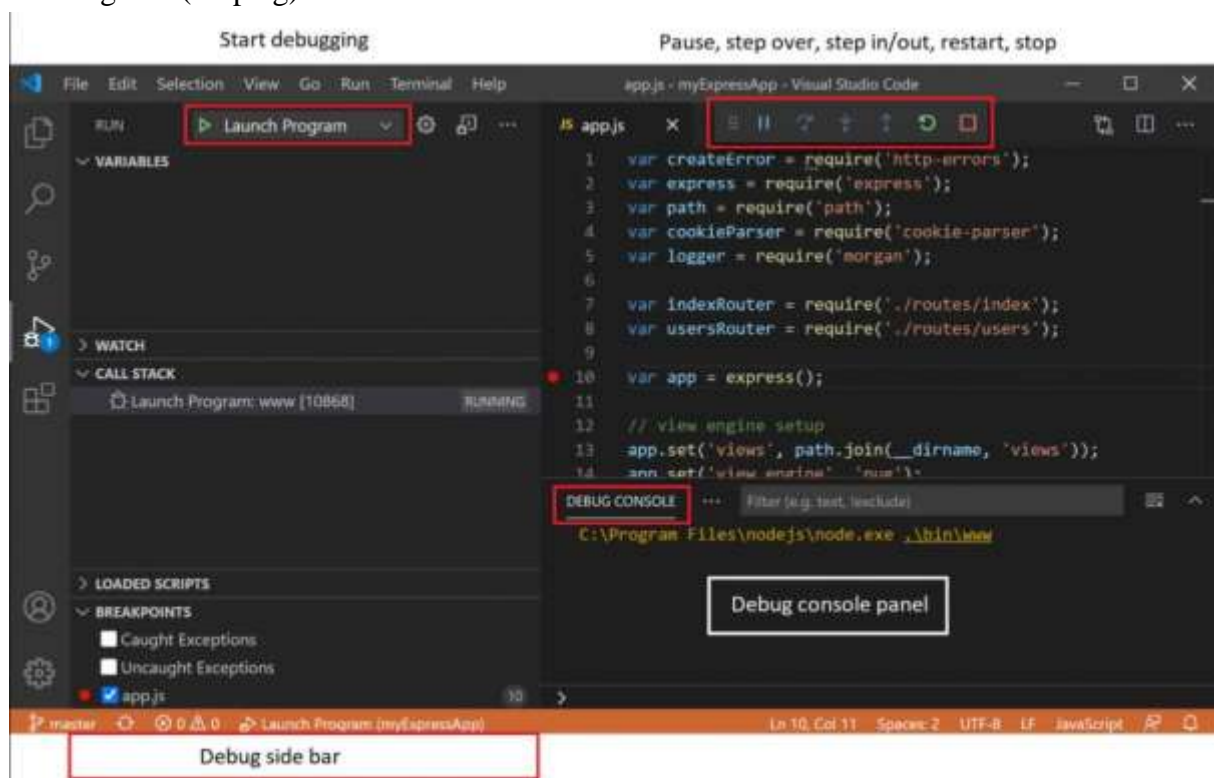 Start debugging
Pause, step over, step in/out, restart, stop
File Edit Selection View Go Run Terminal Help
app.js - myExpressApp - Visual Studio Code
RUN
Launch Program
VARIABLES
WATCH
CALL STACK
Launch Program: www [10868] RUNNING
LOADED SCRIPTS
BREAKPOINTS
Caught Exceptions
Uncaught Exceptions
app.js 10
JS app.js
1 var createError = require('http-errors');
2 var express = require('express');
3 var path = require('path');
4 var cookieParser = require('cookie-parser');
5 var logger = require('morgan');
6
7 var indexRouter = require('./routes/index');
8 var usersRouter = require('./routes/users');
9
10 var app = express();
11
12 // view engine setup
13 app.set('views', path.join(__dirname, 'views'));
14 app.set('view engine', 'pug');
DEBUG CONSOLE Filter (e.g. text, !exclude)
C:\Program Files\nodejs\node.exe .\bin\www
Debug console panel
master 0 0 Launch Program (myExpressApp) Ln 10, Col 11 Spaces: 2 UTF-8 LF JavaScript
Debug side bar